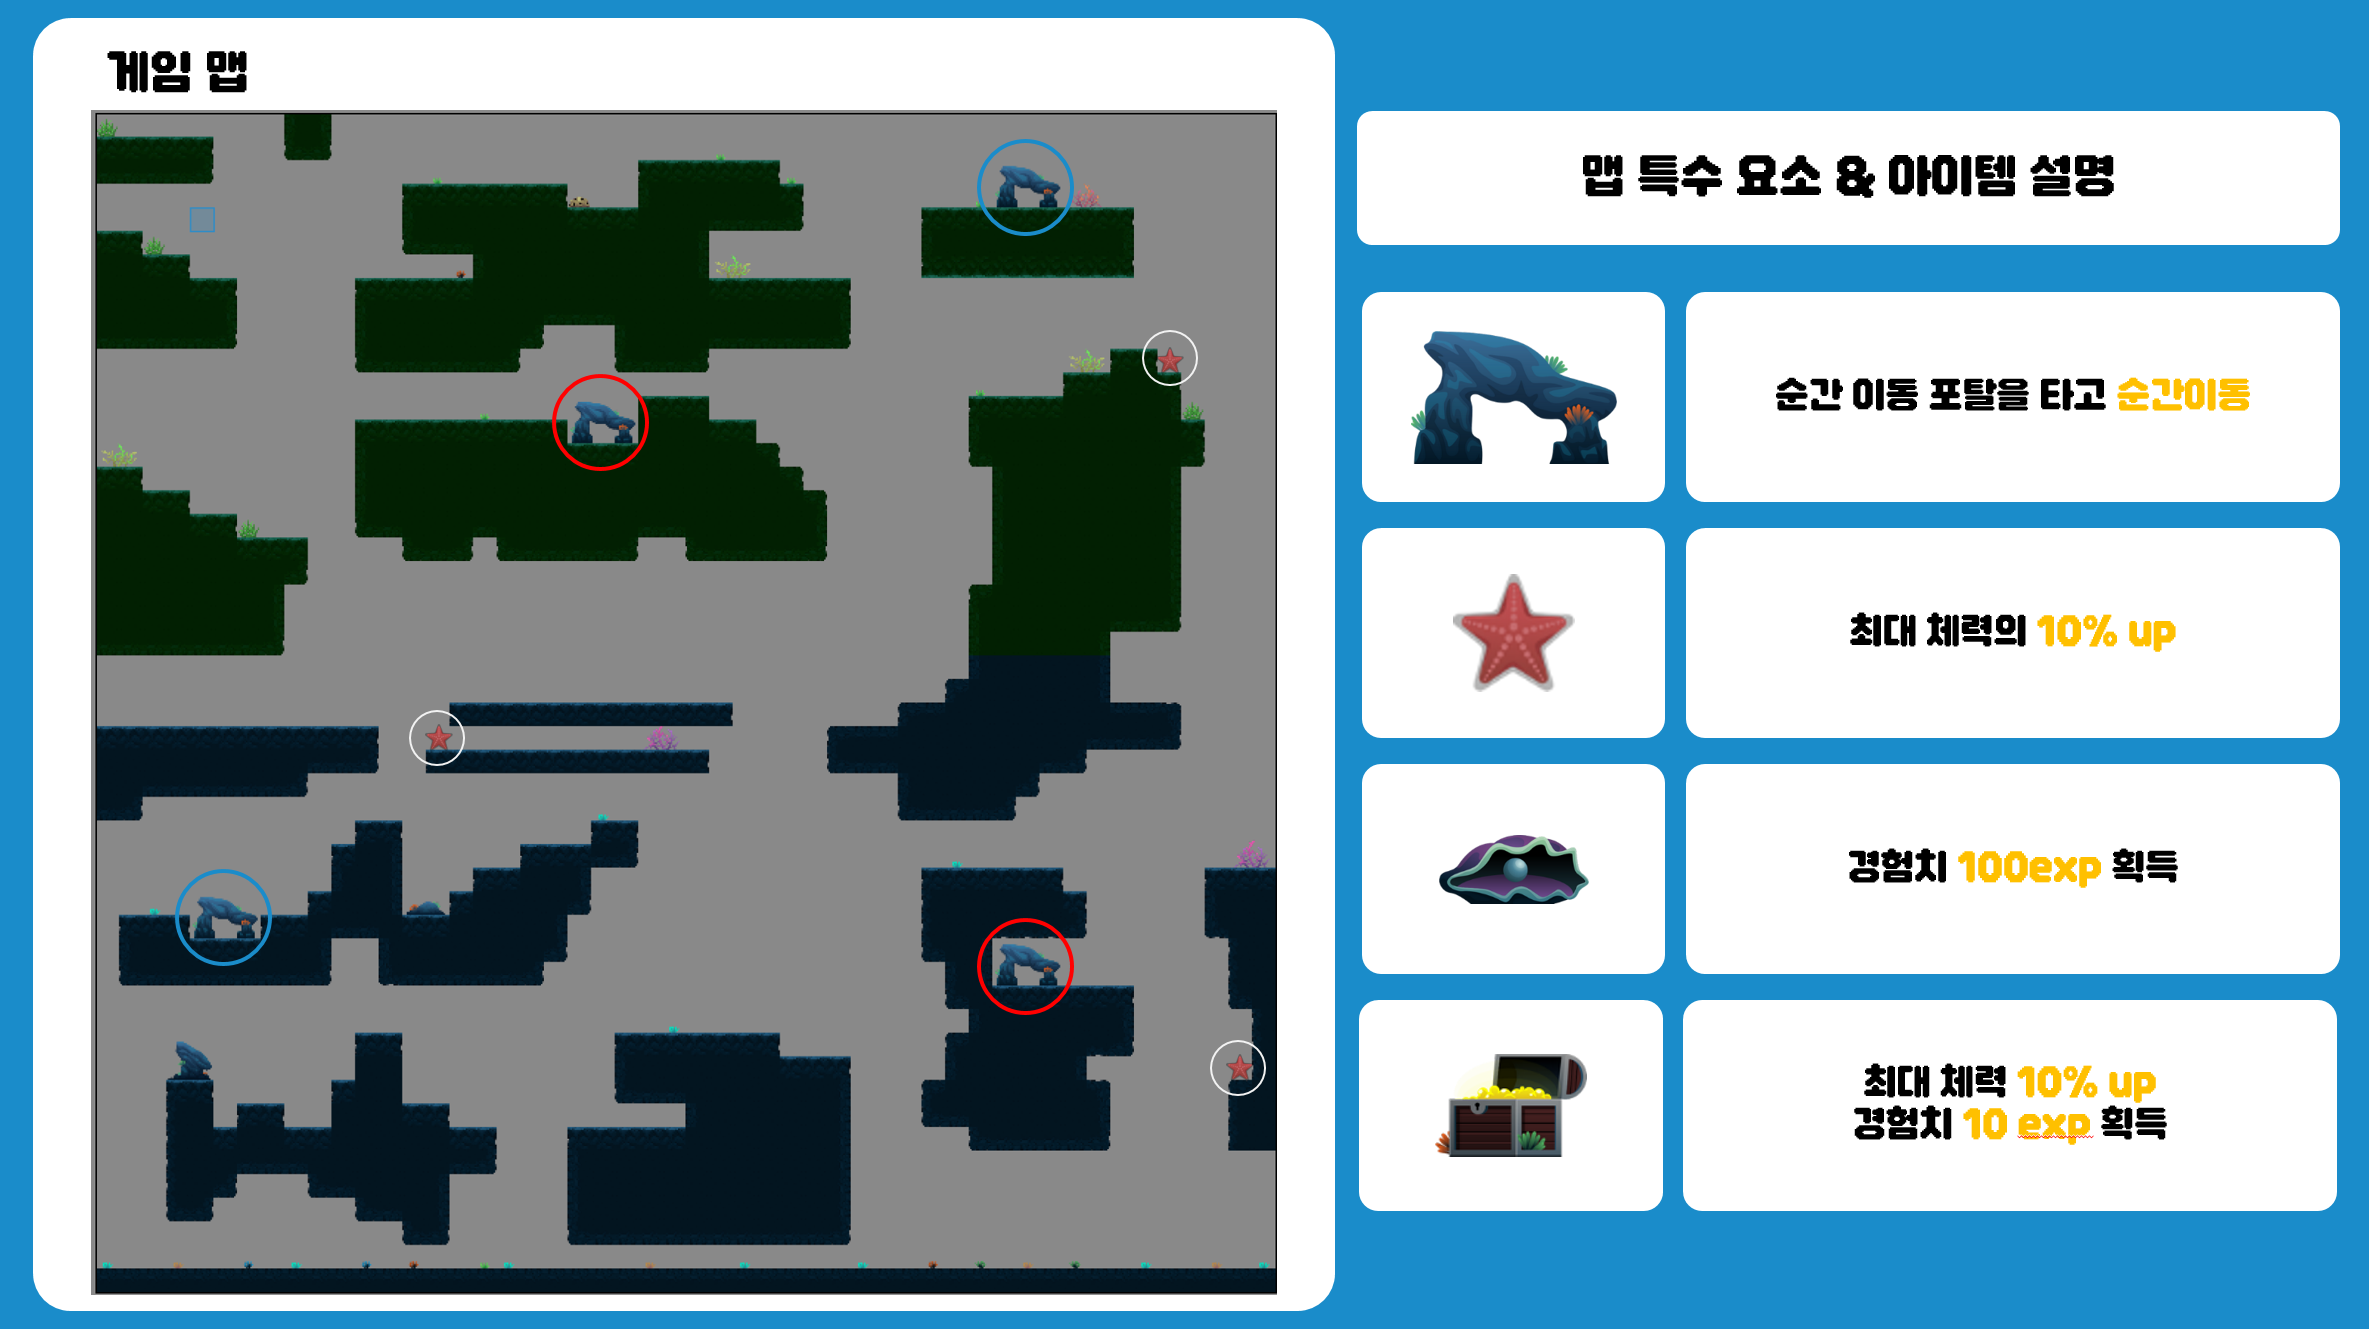 게임 맵
맵 특수 요소 & 아이템 설명
순간 이동 포탈을 타고 순간이동
최대 체력의 10% up
경험치 100exp 획득
최대 체력 10% up
경험치 10 exp 획득